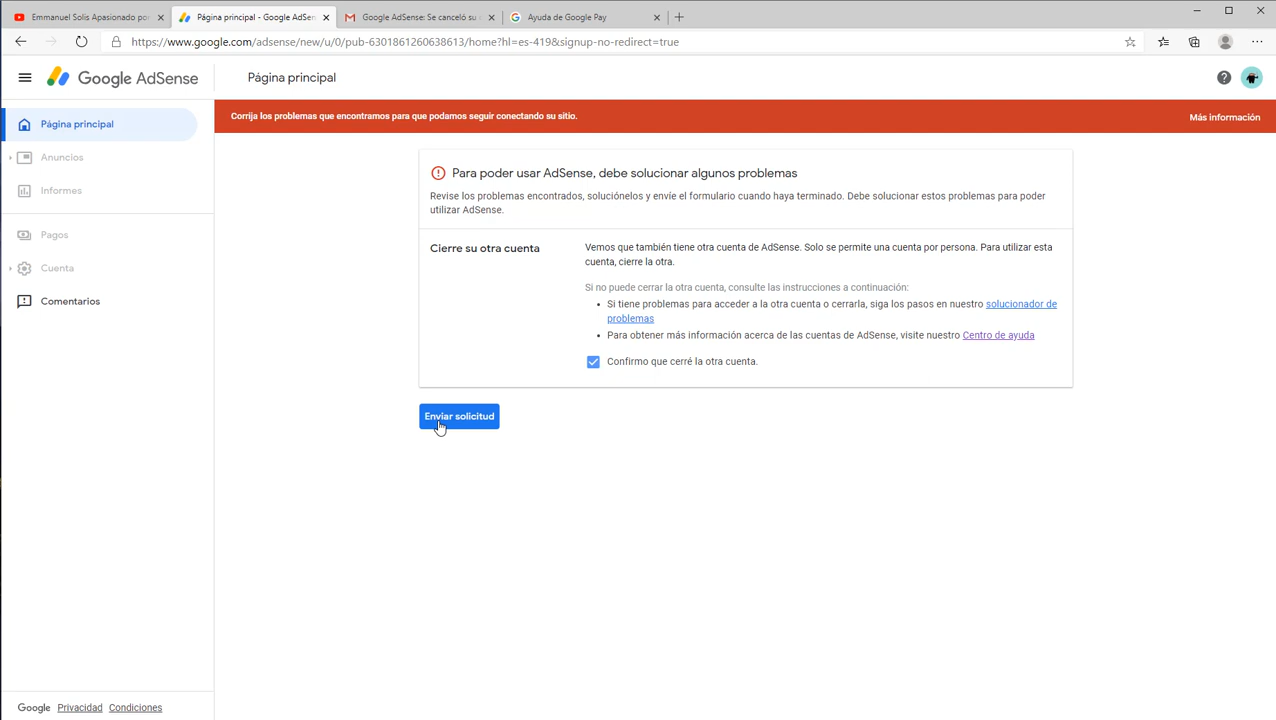 Emmanuel Solis Apasionado por
Página principal - Google AdSens
Google AdSense: Se canceló su s
Ayuda de Google Pay
https://www.google.com/adsense/new/u/0/pub-6301861260638613/home?hl=es-419&signup-no-redirect=true
Google AdSense
Página principal
Página principal
Anuncios
Informes
Pagos
Cuenta
Comentarios
Corrija los problemas que encontramos para que podamos seguir conectando su sitio.
Más información
Para poder usar AdSense, debe solucionar algunos problemas
Revise los problemas encontrados, soluciónelos y envíe el formulario cuando haya terminado. Debe solucionar estos problemas para poder
utilizar AdSense.
Cierre su otra cuenta
Vemos que también tiene otra cuenta de AdSense. Solo se permite una cuenta por persona. Para utilizar esta
cuenta, cierre la otra.
Si no puede cerrar la otra cuenta, consulte las instrucciones a continuación:
• Si tiene problemas para acceder a la otra cuenta o cerrarla, siga los pasos en nuestro solucionador de
problemas
• Para obtener más información acerca de las cuentas de AdSense, visite nuestro Centro de ayuda
Confirmo que cerré la otra cuenta.
Enviar solicitud
Google Privacidad Condiciones